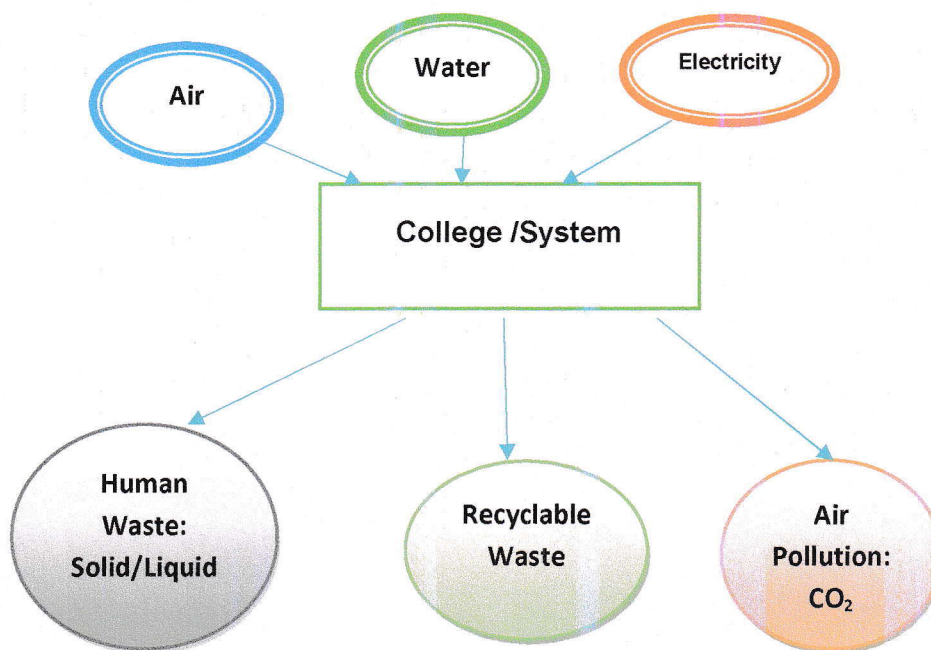 Air
Water
Electricity
College /System
Human
Waste:
Solid/Liquid
Recyclable
Waste
Air
Pollution:
CO₂